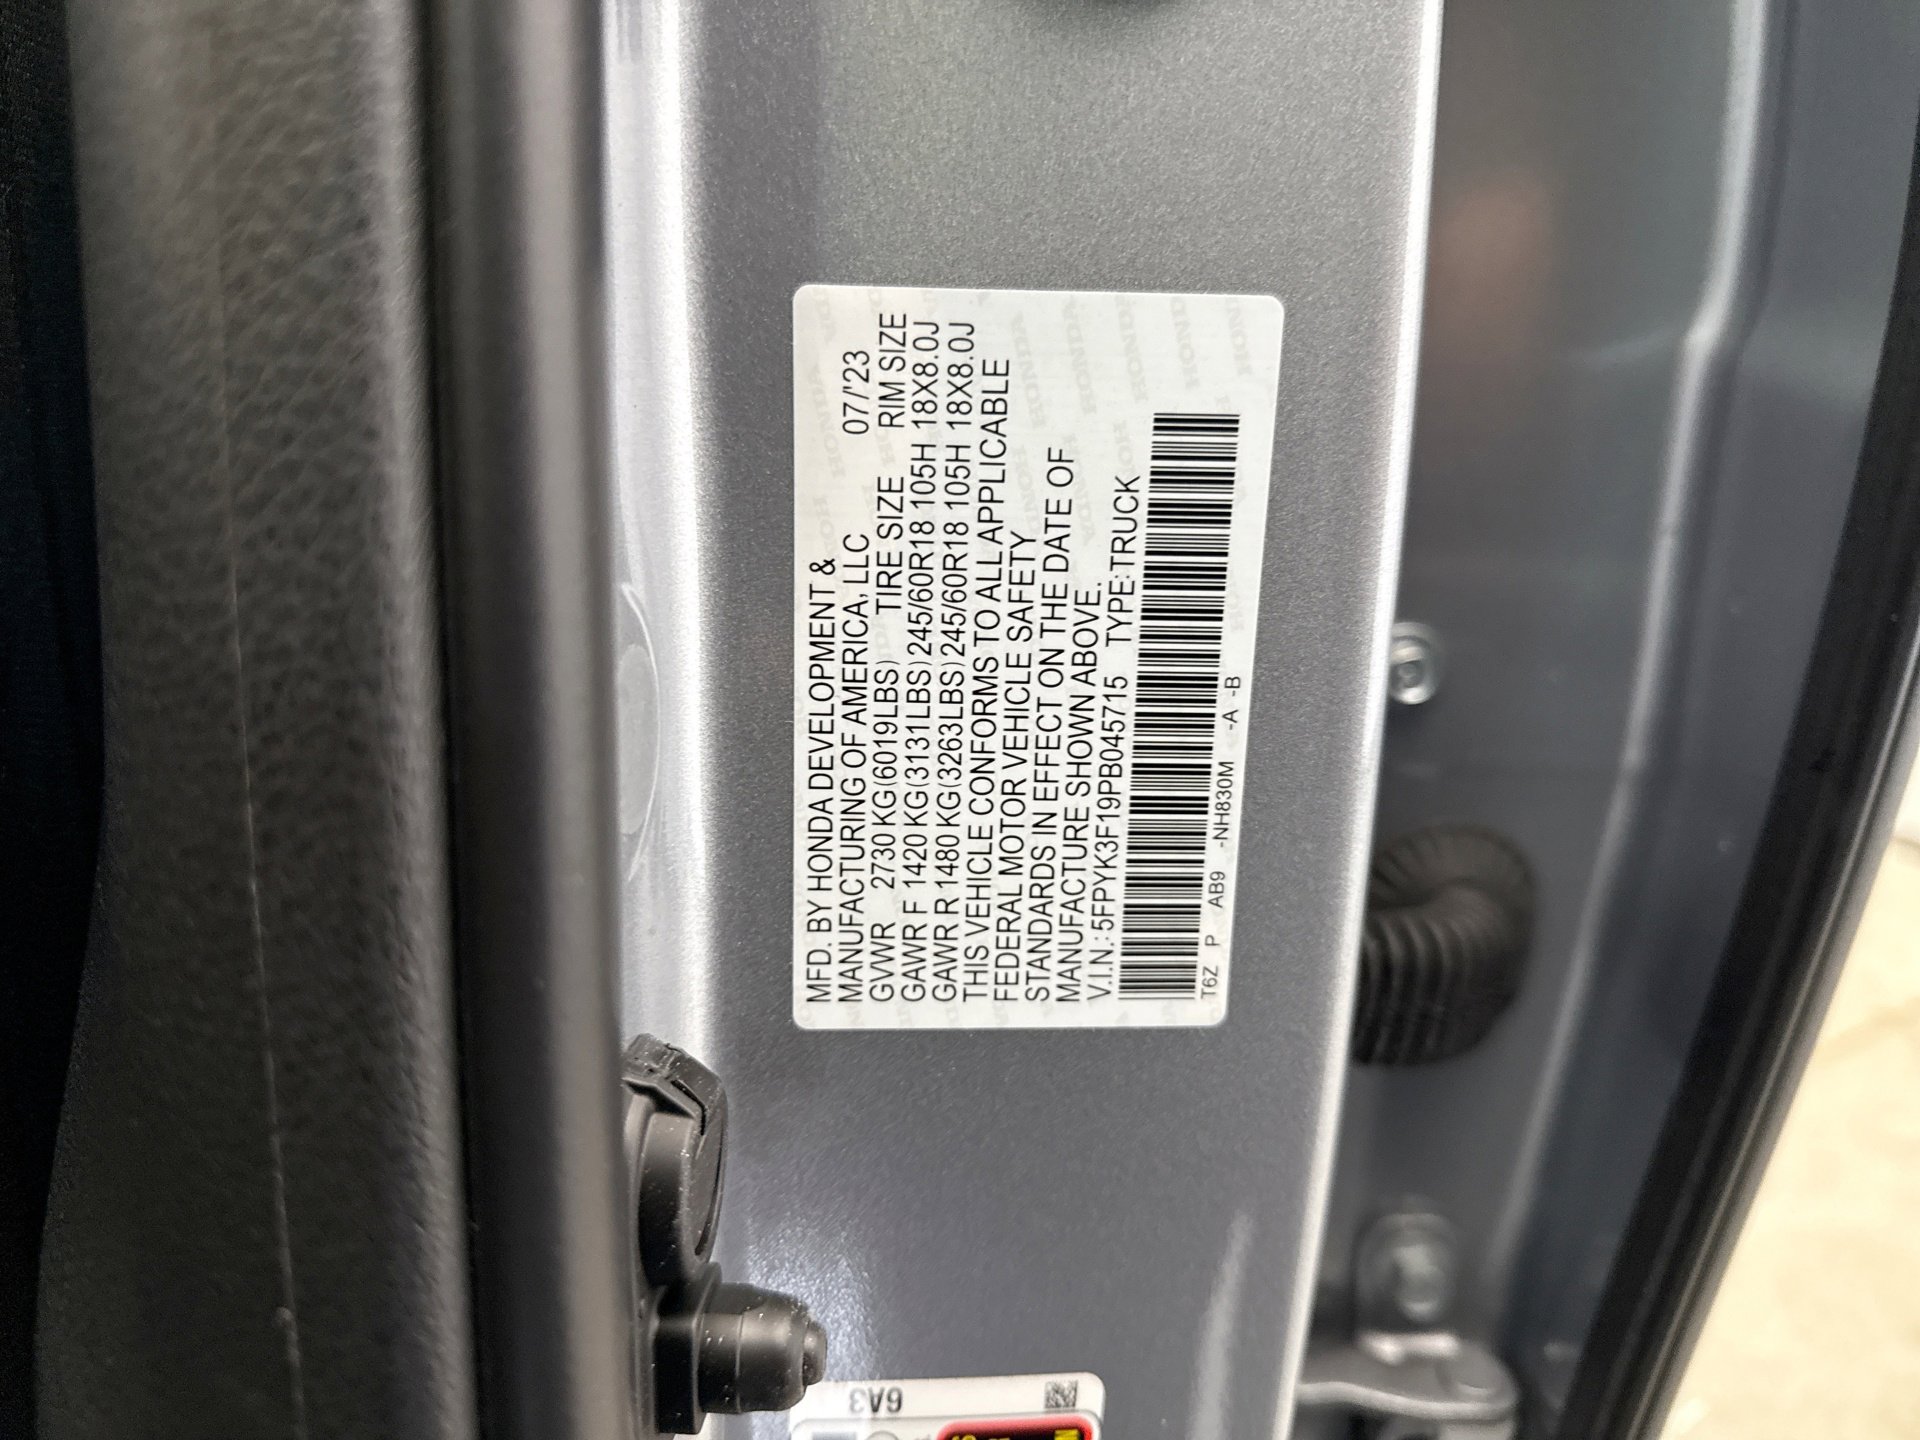 MFD. BY HONDA DEVELOPMENT &
MANUFACTURING OF AMERICA, LLC 07/'23
GVWR 2730 KG(6019LBS) TIRE SIZE RIM SIZE
GAWR F 1420 KG(3131LBS) 245/60R18 105H 18X8.0J
GAWR R 1480 KG(3263LBS) 245/60R18 105H 18X8.0J
THIS VEHICLE CONFORMS TO ALL APPLICABLE
FEDERAL MOTOR VEHICLE SAFETY
STANDARDS IN EFFECT ON THE DATE OF
MANUFACTURE SHOWN ABOVE.
V.I.N.: 5FPYK3F19PB045715 TYPE:TRUCK
T6Z P AB9 -NH830M -A -B
6A3